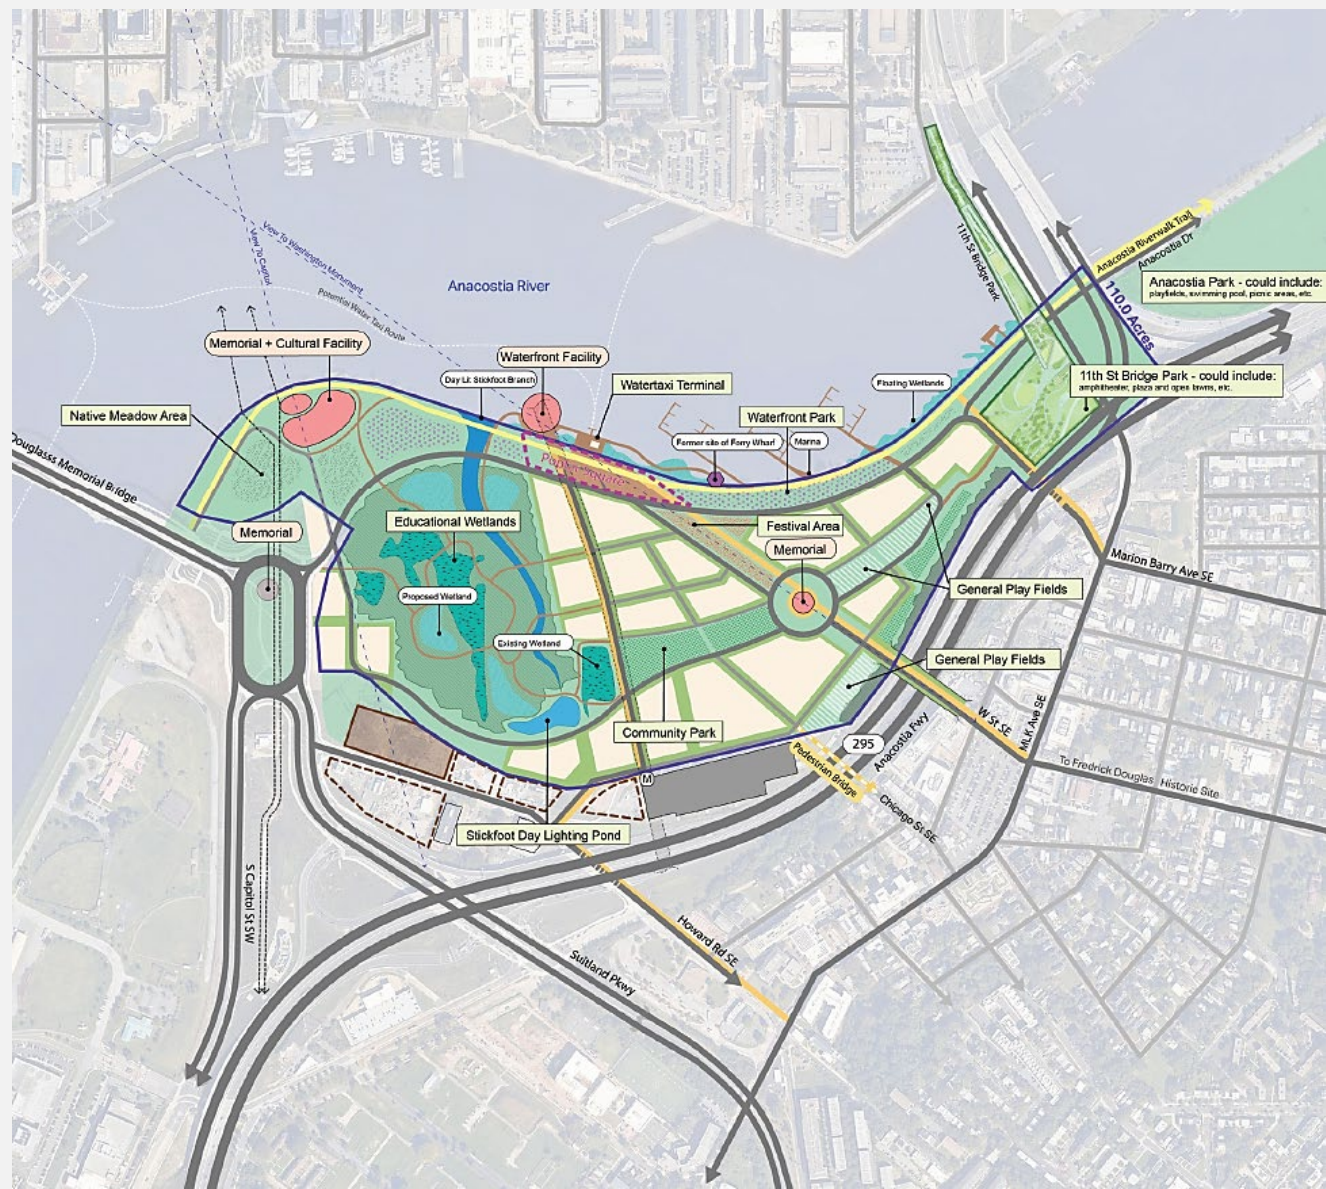 11th St Bridge Park
Anacostia Riverwalk Trail
Anacostia Dr
View To Washington Monument
View To Capitol
Anacostia River
Potential Water Taxi Route
110.0 Acres
Anacostia Park - could include:
playfields, swimming pool, picnic areas, etc.
Memorial + Cultural Facility
Waterfront Facility
Day Lit Stickfoot Branch
Watertaxi Terminal
Floating Wetlands
11th St Bridge Park - could include:
amphitheater, plaza and open lawns, etc.
Native Meadow Area
Waterfront Park
Former site of Ferry Wharf
Marina
Douglasss Memorial Bridge
Educational Wetlands
Festival Area
Memorial
Memorial
Marion Barry Ave SE
General Play Fields
Proposed Wetland
Existing Wetland
General Play Fields
Community Park
W St SE
MLK Ave SE
295
Anacostia Fwy
Pedestrian Bridge
To Fredrick Douglas Historic Site
M
Chicago St SE
Stickfoot Day Lighting Pond
S Capitol St SW
Howard Rd SE
Suitland Pkwy